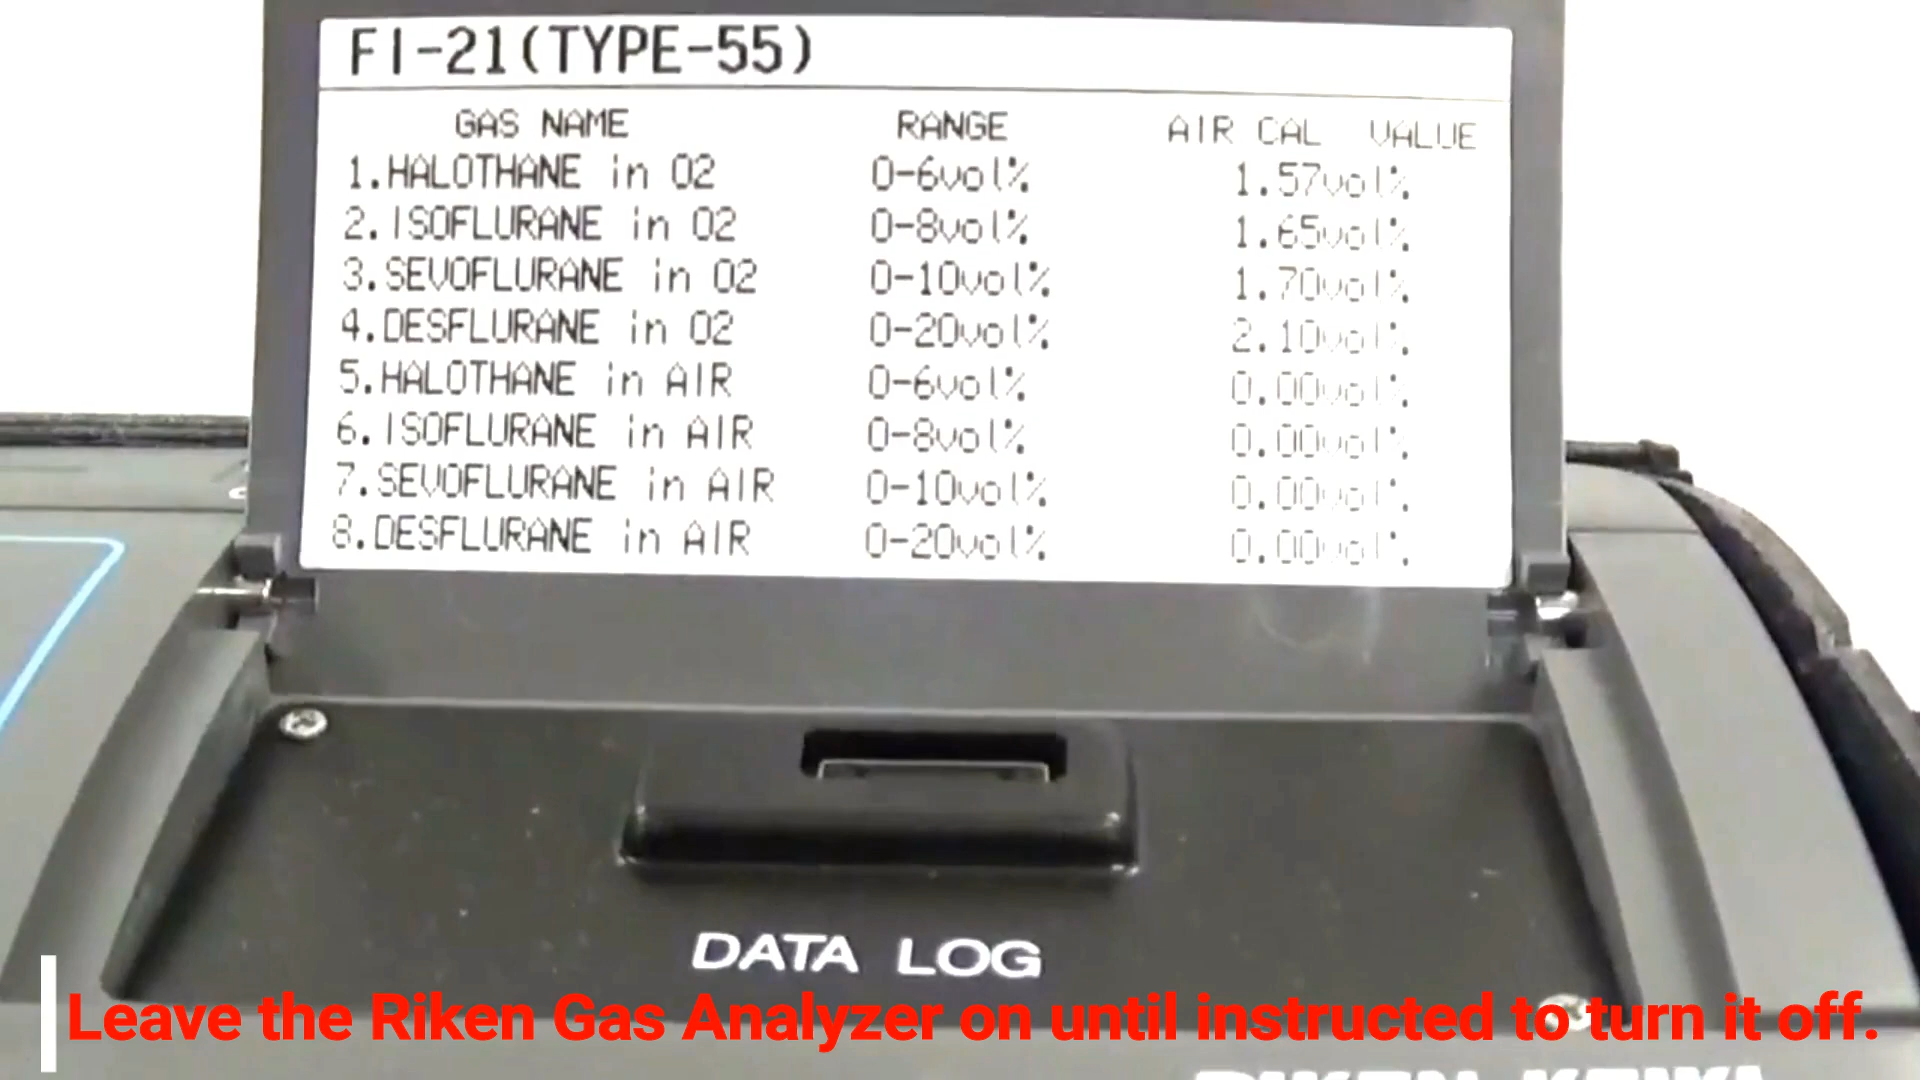 FI-21(TYPE-55)
GAS NAME RANGE AIR CAL VALUE
1.HALOTHANE in O2 0-6vol% 1.57vol%
2.ISOFLURANE in O2 0-8vol% 1.65vol%
3.SEVOFLURANE in O2 0-10vol% 1.70vol%
4.DESFLURANE in O2 0-20vol% 2.10vol%
5.HALOTHANE in AIR 0-6vol% 0.00vol%
6.ISOFLURANE in AIR 0-8vol% 0.00vol%
7.SEVOFLURANE in AIR 0-10vol% 0.00vol%
8.DESFLURANE in AIR 0-20vol% 0.00vol%
DATA LOG
Leave the Riken Gas Analyzer on until instructed to turn it off.